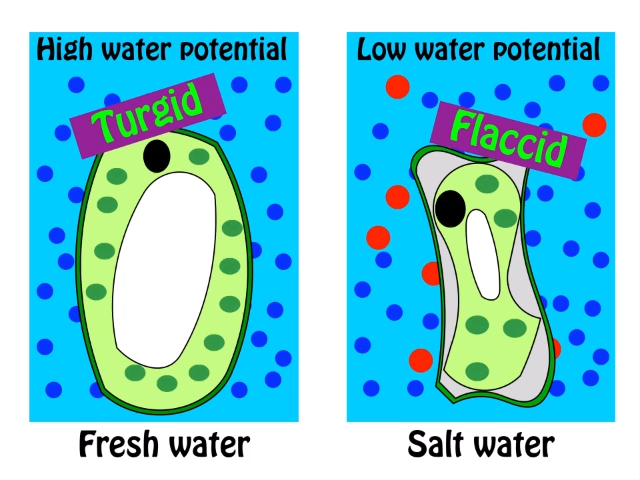 High water potential
Turgid
Fresh water
Low water potential
Flaccid
Salt water